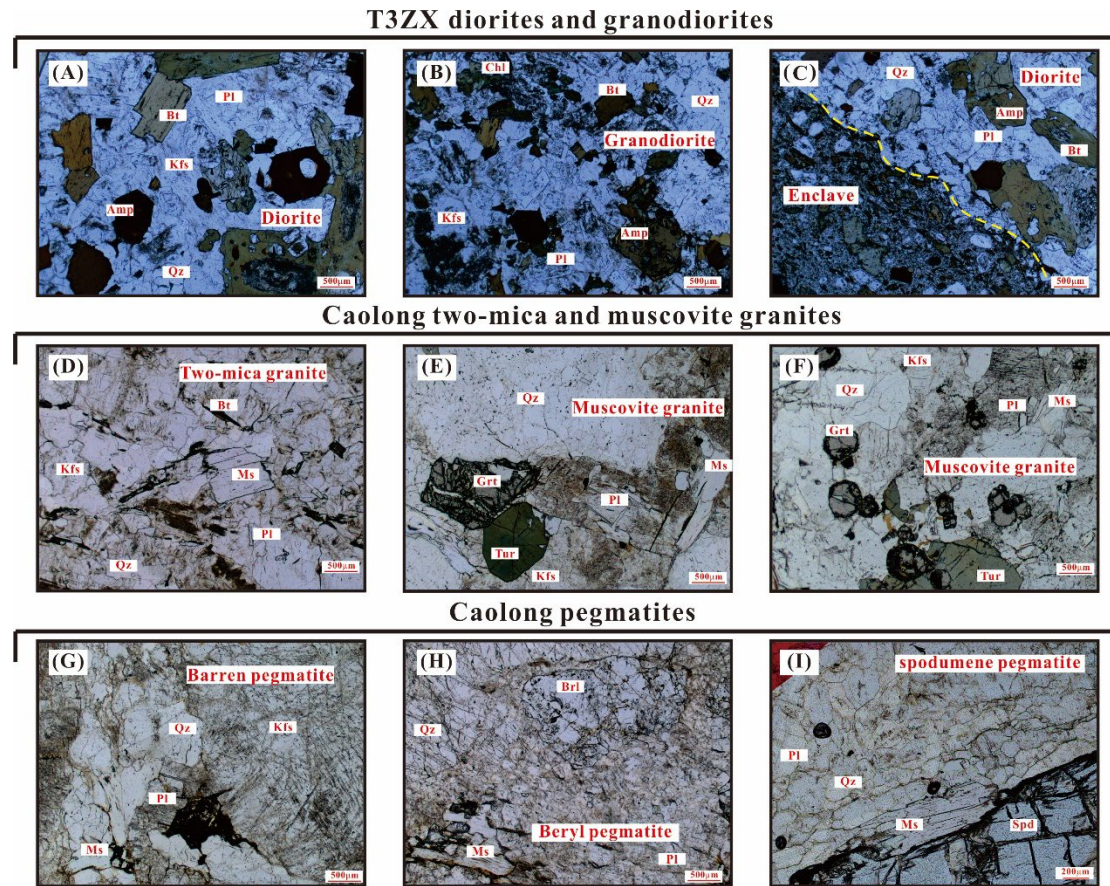 T3ZX diorites and granodiorites
(A)
Pl
Bt
Kfs
Amp
Diorite
Qz
500μm
(B)
Chl
Bt
Qz
Granodiorite
Kfs
Amp
Pl
500μm
(C)
Qz
Diorite
Amp
Pl
Bt
Enclave
500μm
Caolong two-mica and muscovite granites
(D)
Two-mica granite
Bt
Kfs
Ms
Pl
Qz
500μm
(E)
Qz
Muscovite granite
Ms
Grt
Pl
Tur
Kfs
500μm
(F)
Kfs
Qz
Pl
Ms
Grt
Muscovite granite
Tur
500μm
Caolong pegmatites
(G)
Barren pegmatite
Qz
Kfs
Pl
Ms
500μm
(H)
Brl
Qz
Beryl pegmatite
Ms
Pl
500μm
(I)
spodumene pegmatite
Pl
Qz
Ms
Spd
200μm